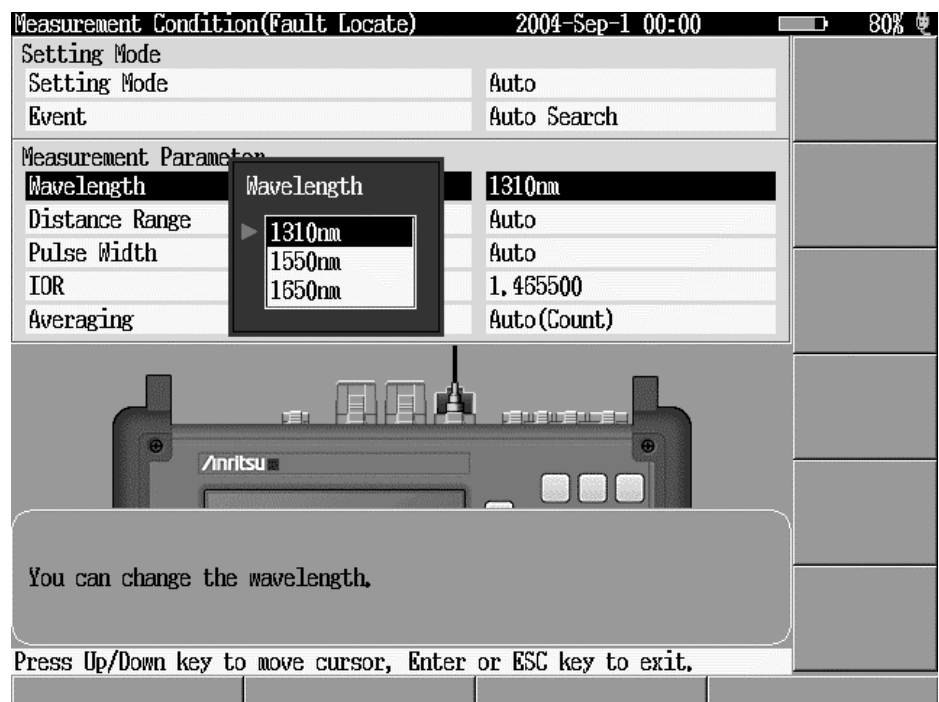 Measurement Condition(Fault Locate) 2004-Sep-1 00:00 80%
Setting Mode
Setting Mode Auto
Event Auto Search
Measurement Parameter
Wavelength 1310nm
Distance Range Auto
Pulse Width Auto
IOR 1.465500
Averaging Auto(Count)
Wavelength
1310nm
1550nm
1650nm
Anritsu
You can change the wavelength.
Press Up/Down key to move cursor, Enter or ESC key to exit.